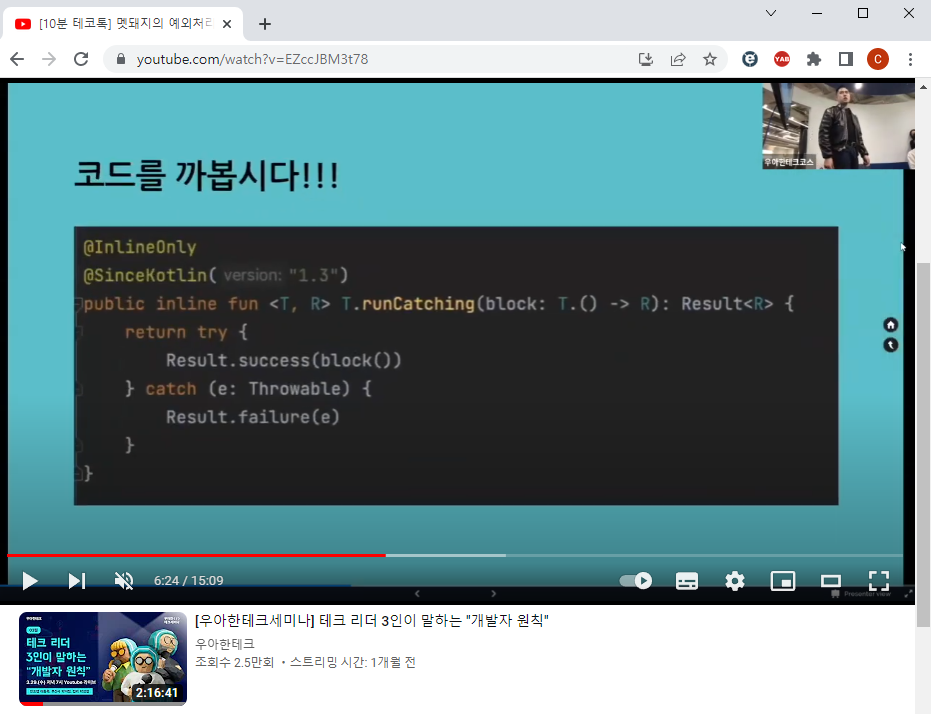 [10분 테코톡] 멧돼지의 예외처리
youtube.com/watch?v=EZccJBM3t78
YAB
C
우아한테크코스
코드를 까봅시다!!!
@InlineOnly
@SinceKotlin( version: "1.3")
public inline fun <T, R> T.runCatching(block: T.() -> R): Result<R> {
return try {
Result.success(block())
} catch (e: Throwable) {
Result.failure(e)
}
}
6:24 / 15:09
Presenter view
[우아한테크세미나] 테크 리더 3인이 말하는 "개발자 원칙"
우아한테크
조회수 2.5만회 • 스트리밍 시간: 1개월 전
테크 리더
3인이 말하는
"개발자 원칙"
2:16:41